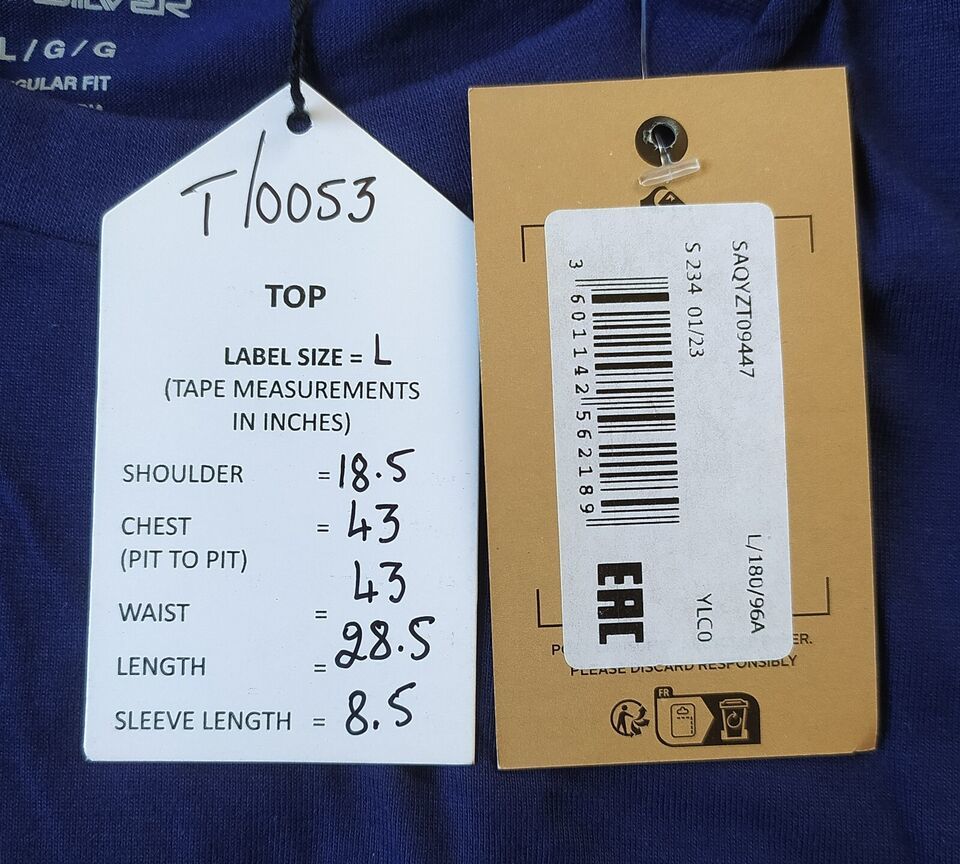 L/G/G
GULAR FIT
T/0053
TOP
LABEL SIZE = L
(TAPE MEASUREMENTS
IN INCHES)
SHOULDER = 18.5
CHEST = 43
(PIT TO PIT)
WAIST = 43
LENGTH = 28.5
SLEEVE LENGTH = 8.5
SAQYZT09447
L/180/96A
S 234 01/23
YLC0
3 601142 562189
EAC
ER.
PLEASE DISCARD RESPONSIBLY
FR